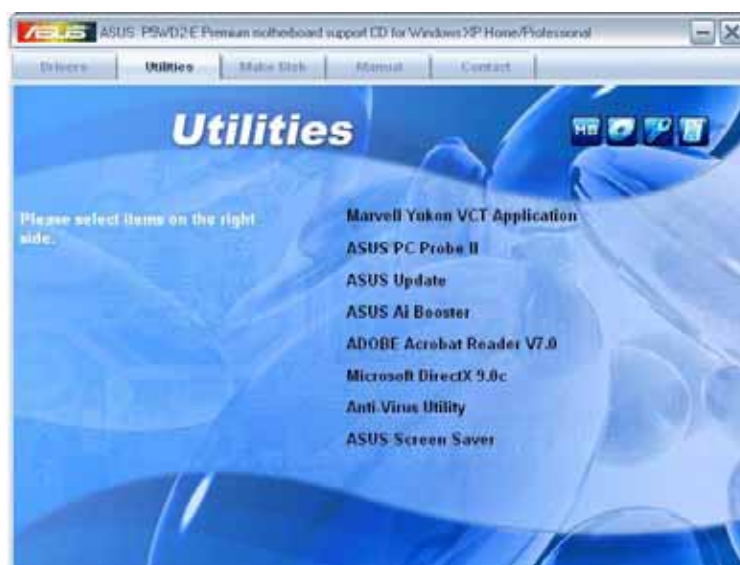 ASUS ASUS P5WD2-E Premium motherboard support CD for Windows XP Home/Professional
Drivers Utilities Make Disk Manual Contact
Utilities
MB
Please select items on the right
side.
Marvell Yukon VCT Application
ASUS PC Probe II
ASUS Update
ASUS Ai Booster
ADOBE Acrobat Reader V7.0
Microsoft DirectX 9.0c
Anti-Virus Utility
ASUS Screen Saver